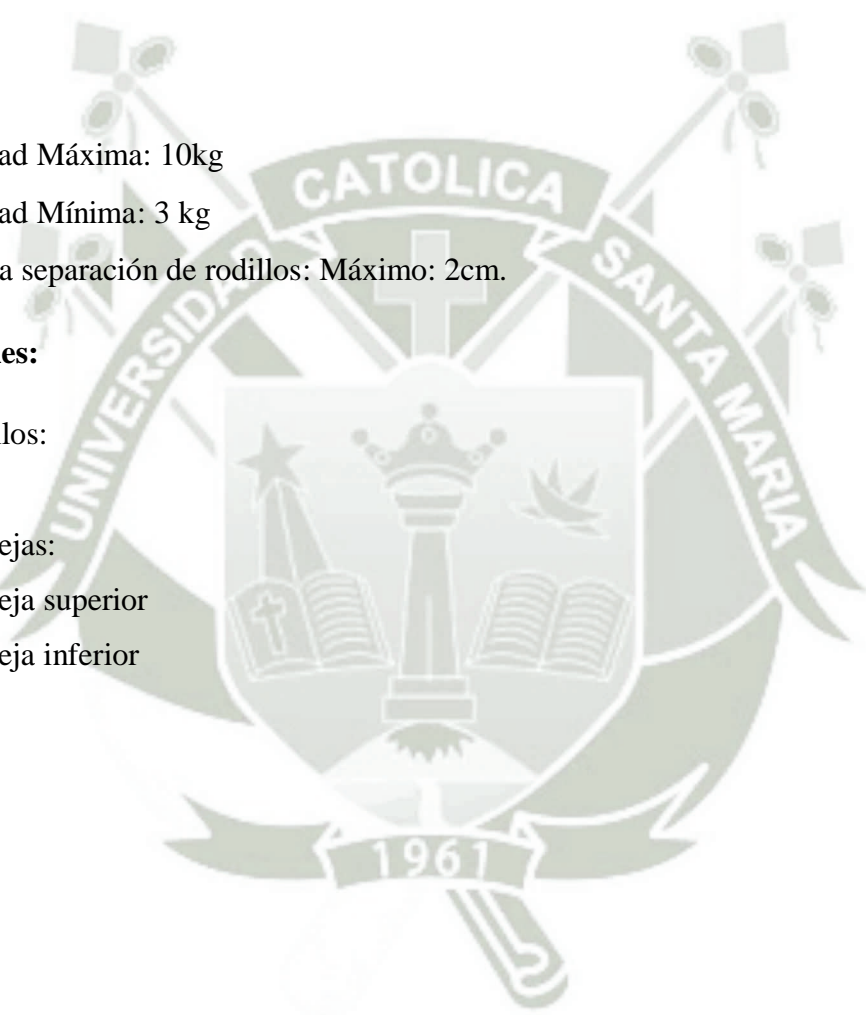 ad Máxima: 10kg
ad Mínima: 3 kg
a separación de rodillos: Máximo: 2cm.
es:
llos:
ejas:
eja superior
eja inferior
UNIVERSIDAD CATOLICA SANTA MARIA
1961